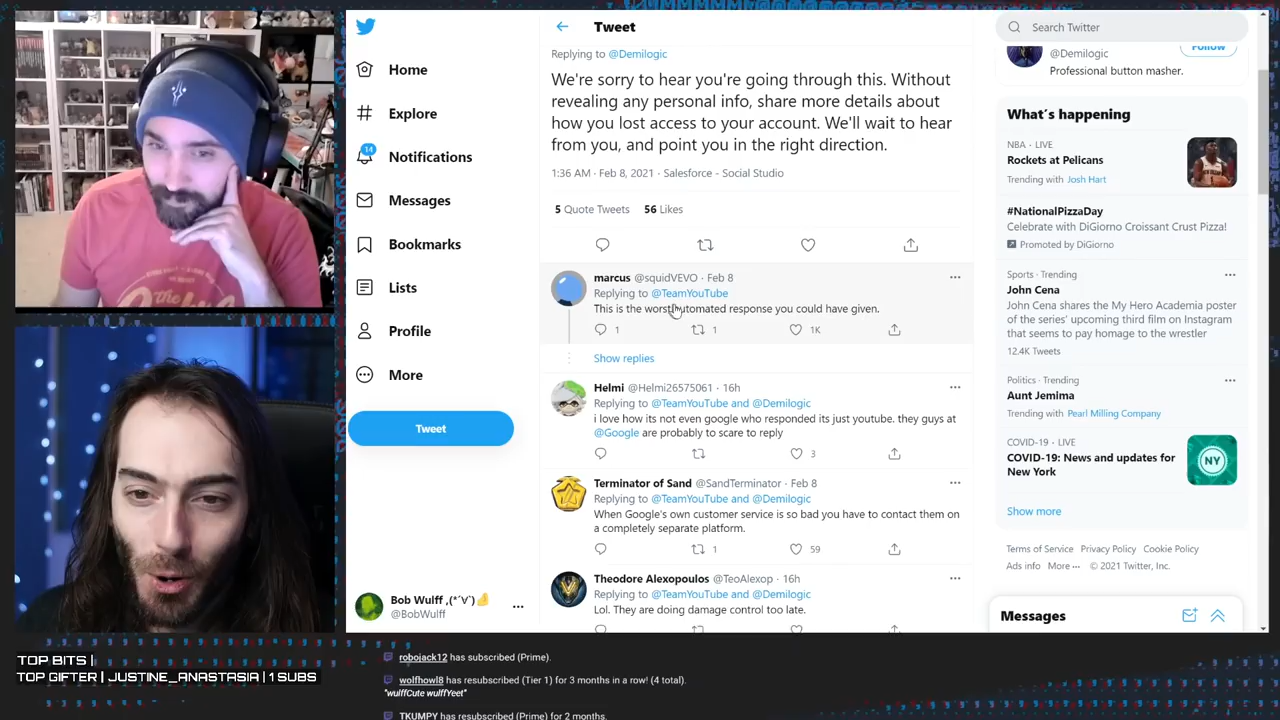 Home
Explore
14
Notifications
Messages
Bookmarks
Lists
Profile
More
Tweet
Bob Wulff ,(*´∀`)👍
@BobWulff
Tweet
Replying to @Demilogic
We're sorry to hear you're going through this. Without
revealing any personal info, share more details about
how you lost access to your account. We'll wait to hear
from you, and point you in the right direction.
1:36 AM · Feb 8, 2021 · Salesforce - Social Studio
5 Quote Tweets 56 Likes
marcus @squidVEVO · Feb 8
Replying to @TeamYouTube
This is the worst automated response you could have given.
1 1 1K
Show replies
Helmi @Helmi26575061 · 16h
Replying to @TeamYouTube and @Demilogic
i love how its not even google who responded its just youtube. they guys at
@Google are probably to scare to reply
3
Terminator of Sand @SandTerminator · Feb 8
Replying to @TeamYouTube and @Demilogic
When Google's own customer service is so bad you have to contact them on
a completely separate platform.
1 59
Theodore Alexopoulos @TeoAlexop · 16h
Replying to @TeamYouTube and @Demilogic
Lol. They are doing damage control too late.
Search Twitter
@Demilogic
Follow
Professional button masher.
What's happening
NBA · LIVE
Rockets at Pelicans
Trending with Josh Hart
#NationalPizzaDay
Celebrate with DiGiorno Croissant Crust Pizza!
Promoted by DiGiorno
Sports · Trending
John Cena
John Cena shares the My Hero Academia poster
of the series' upcoming third film on Instagram
that seems to pay homage to the wrestler
12.4K Tweets
Politics · Trending
Aunt Jemima
Trending with Pearl Milling Company
COVID-19 · LIVE
COVID-19: News and updates for
New York
NY
Show more
Terms of Service Privacy Policy Cookie Policy
Ads info More ··· © 2021 Twitter, Inc.
Messages
TOP BITS |
TOP GIFTER | JUSTINE_ANASTASIA | 1 SUBS
robojack12 has subscribed (Prime).
wolfhowl8 has resubscribed (Tier 1) for 3 months in a row! (4 total).
"wulffCute wulffYeet"
TKUMPY has resubscribed (Prime) for 2 months.